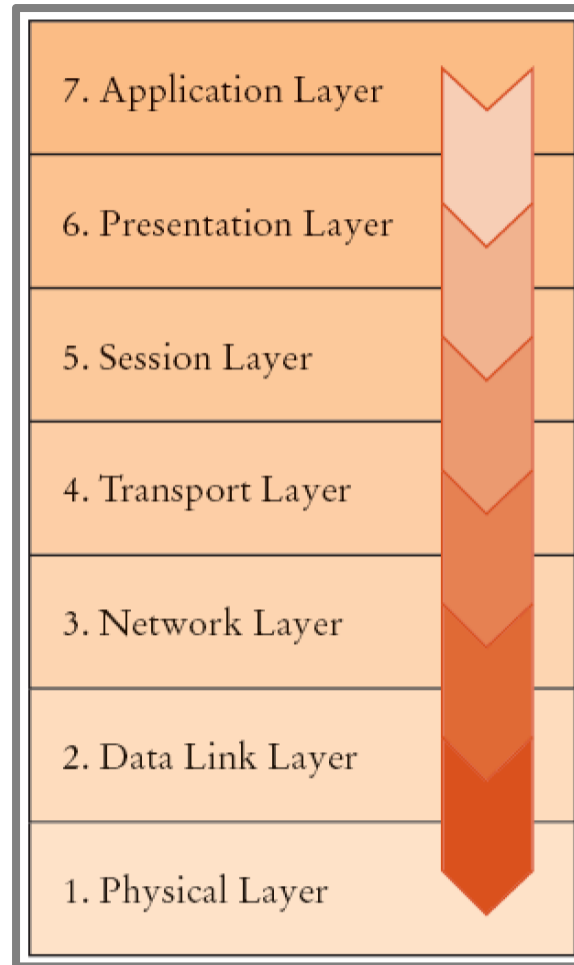 7. Application Layer
6. Presentation Layer
5. Session Layer
4. Transport Layer
3. Network Layer
2. Data Link Layer
1. Physical Layer